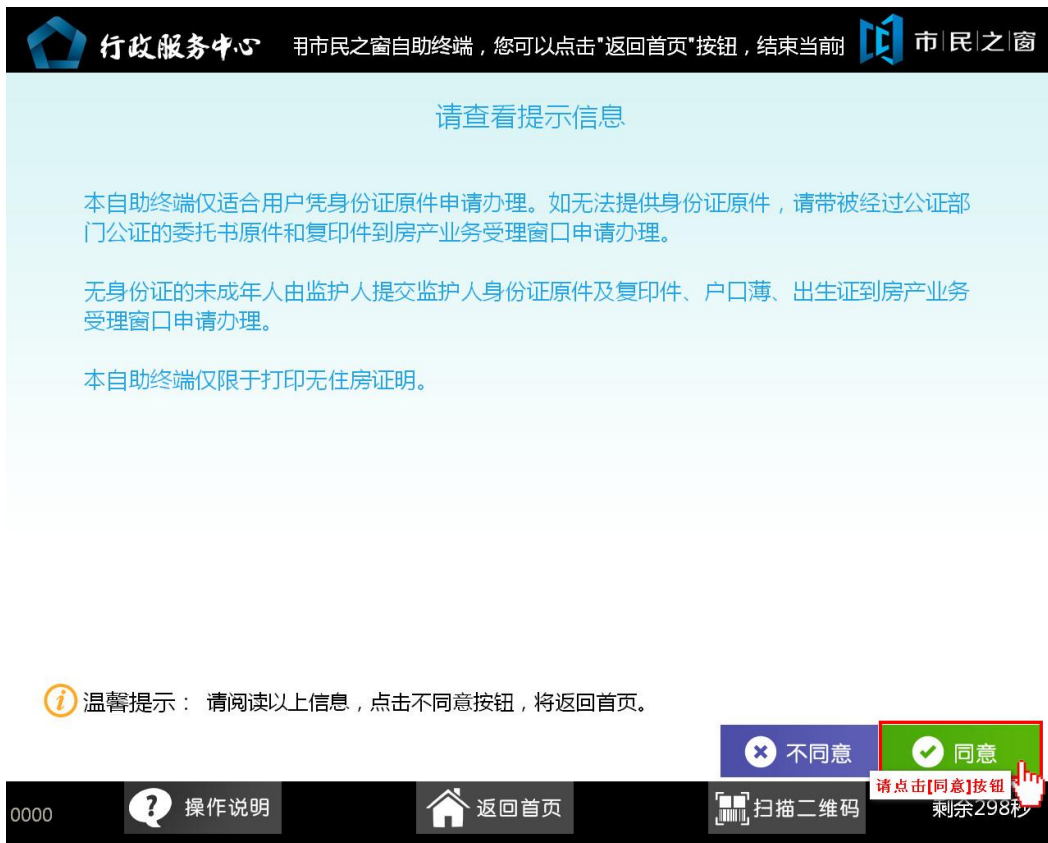 行政服务中心
用市民之窗自助终端，您可以点击"返回首页"按钮，结束当前
市民之窗
请查看提示信息
本自助终端仅适合用户凭身份证原件申请办理。如无法提供身份证原件，请带被经过公证部
门公证的委托书原件和复印件到房产业务受理窗口申请办理。
无身份证的未成年人由监护人提交监护人身份证原件及复印件、户口薄、出生证到房产业务
受理窗口申请办理。
本自助终端仅限于打印无住房证明。
温馨提示： 请阅读以上信息，点击不同意按钮，将返回首页。
不同意
同意
请点击[同意]按钮
0000
操作说明
返回首页
扫描二维码
剩余298秒